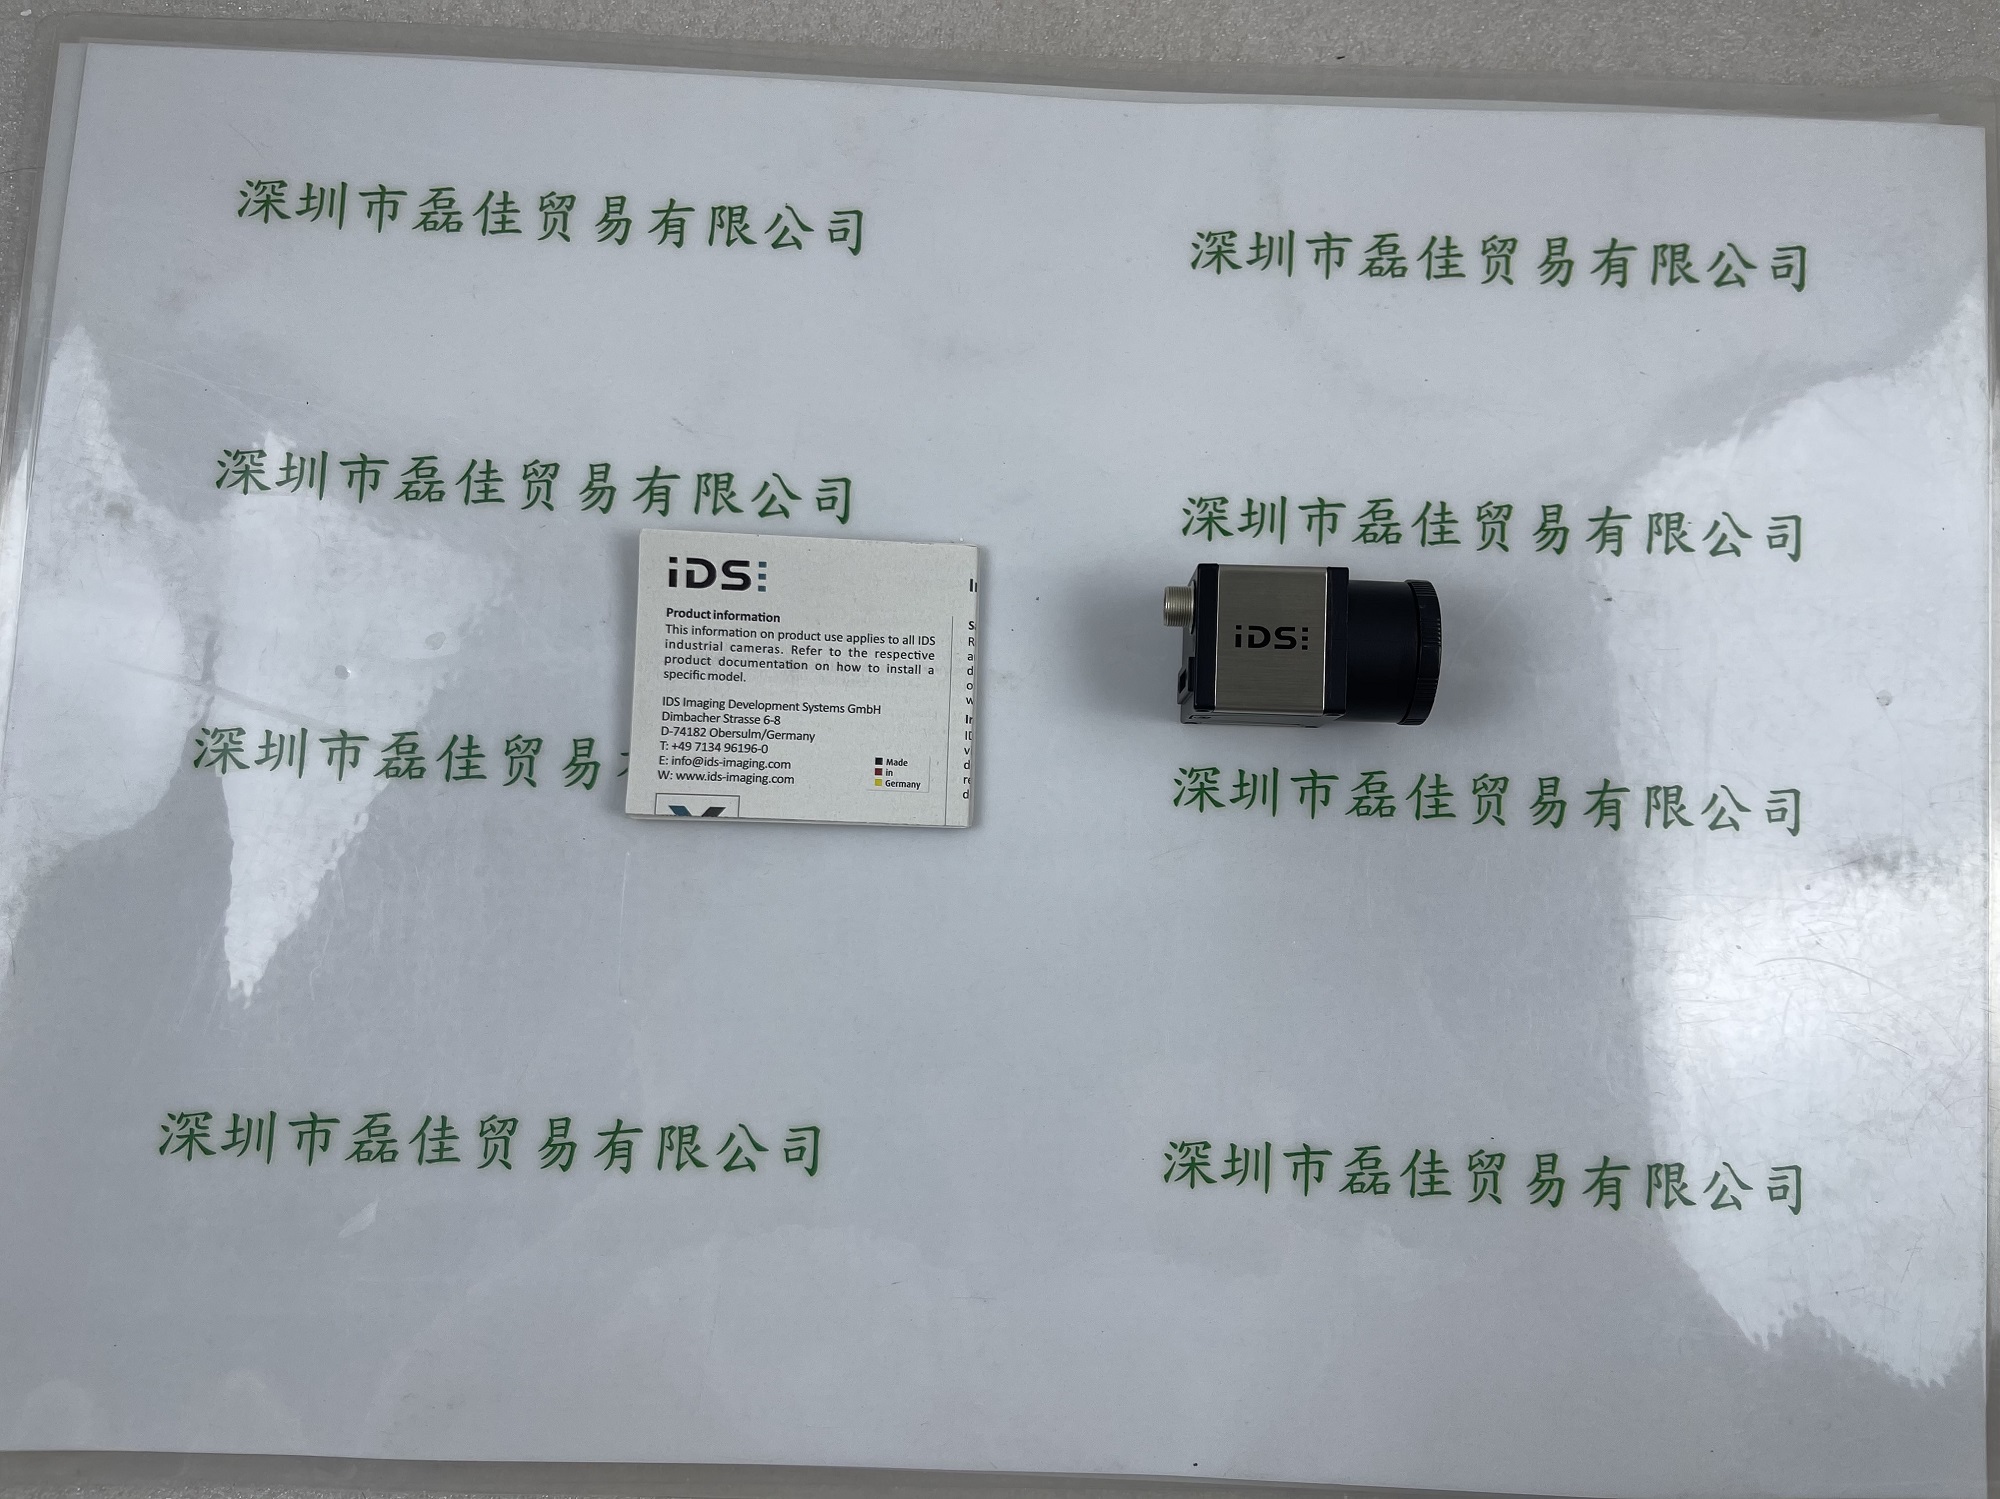 深圳市磊佳贸易有限公司
深圳市磊佳贸易有限公司
深圳市磊佳贸易有限公司
深圳市磊佳贸易有限公司
iDS
Product information
This information on product use applies to all IDS
industrial cameras. Refer to the respective
product documentation on how to install a
specific model.
IDS Imaging Development Systems GmbH
Dimbacher Strasse 6-8
D-74182 Obersulm/Germany
T: +49 7134 96196-0
E: info@ids-imaging.com
W: www.ids-imaging.com
Made
in
Germany
iDS
深圳市磊佳贸易
深圳市磊佳贸易有限公司
深圳市磊佳贸易有限公司
深圳市磊佳贸易有限公司